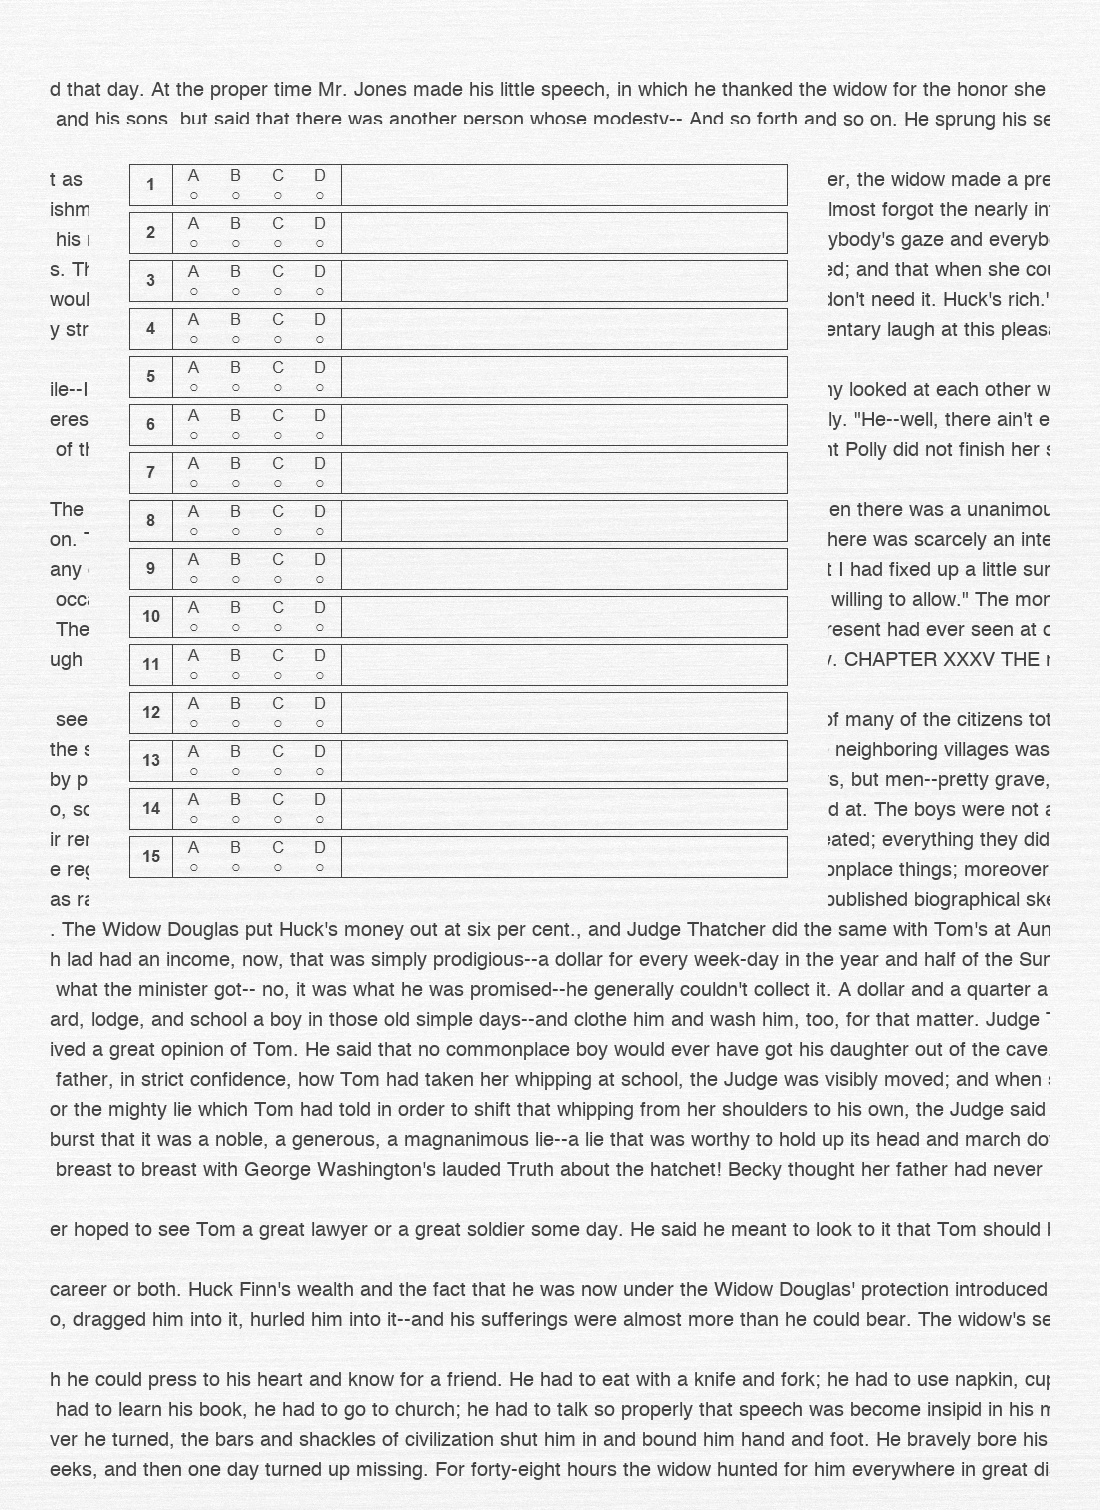 d that day. At the proper time Mr. Jones made his little speech, in which he thanked the widow for the honor she
and his sons, but said that there was another person whose modesty-- And so forth and so on. He sprung his se
t as
ishm
his
s. Th
woul
y str
ile--I
eres
of th
The
on.
any
occa
The
ugh
see
the s
by p
o, so
ir rer
e reg
as ra
1 A B C D
2 A B C D
3 A B C D
4 A B C D
5 A B C D
6 A B C D
7 A B C D
8 A B C D
9 A B C D
10 A B C D
11 A B C D
12 A B C D
13 A B C D
14 A B C D
15 A B C D
er, the widow made a pre
lmost forgot the nearly in
ybody's gaze and everyb
ed; and that when she cou
don't need it. Huck's rich."
entary laugh at this pleasa
ny looked at each other w
ly. "He--well, there ain't e
nt Polly did not finish her s
en there was a unanimou
here was scarcely an inte
t I had fixed up a little sur
willing to allow." The mon
resent had ever seen at o
y. CHAPTER XXXV THE
of many of the citizens tot
neighboring villages was
s, but men--pretty grave,
d at. The boys were not a
eated; everything they did
onplace things; moreover
published biographical ske
. The Widow Douglas put Huck's money out at six per cent., and Judge Thatcher did the same with Tom's at Aun
h lad had an income, now, that was simply prodigious--a dollar for every week-day in the year and half of the Sun
what the minister got-- no, it was what he was promised--he generally couldn't collect it. A dollar and a quarter a
ard, lodge, and school a boy in those old simple days--and clothe him and wash him, too, for that matter. Judge T
ived a great opinion of Tom. He said that no commonplace boy would ever have got his daughter out of the cave.
father, in strict confidence, how Tom had taken her whipping at school, the Judge was visibly moved; and when s
or the mighty lie which Tom had told in order to shift that whipping from her shoulders to his own, the Judge said
burst that it was a noble, a generous, a magnanimous lie--a lie that was worthy to hold up its head and march do
breast to breast with George Washington's lauded Truth about the hatchet! Becky thought her father had never
er hoped to see Tom a great lawyer or a great soldier some day. He said he meant to look to it that Tom should b
career or both. Huck Finn's wealth and the fact that he was now under the Widow Douglas' protection introduced
o, dragged him into it, hurled him into it--and his sufferings were almost more than he could bear. The widow's se
h he could press to his heart and know for a friend. He had to eat with a knife and fork; he had to use napkin, cup
had to learn his book, he had to go to church; he had to talk so properly that speech was become insipid in his m
ver he turned, the bars and shackles of civilization shut him in and bound him hand and foot. He bravely bore his
eeks, and then one day turned up missing. For forty-eight hours the widow hunted for him everywhere in great di